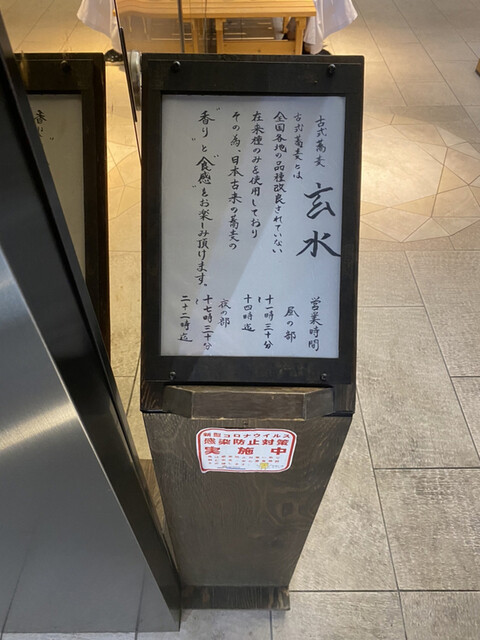 古式蕎麦
玄水
古式蕎麦とは
全国各地の品種改良されていない
在来種のみを使用しており
その為、日本古来の蕎麦の
“香り”と“食感”をお楽しみ頂けます。
営業時間
昼の部
十一時三十分
〜
十四時迄
夜の部
十七時三十分
〜
二十二時迄
新型コロナウイルス
感染防止対策
実施中